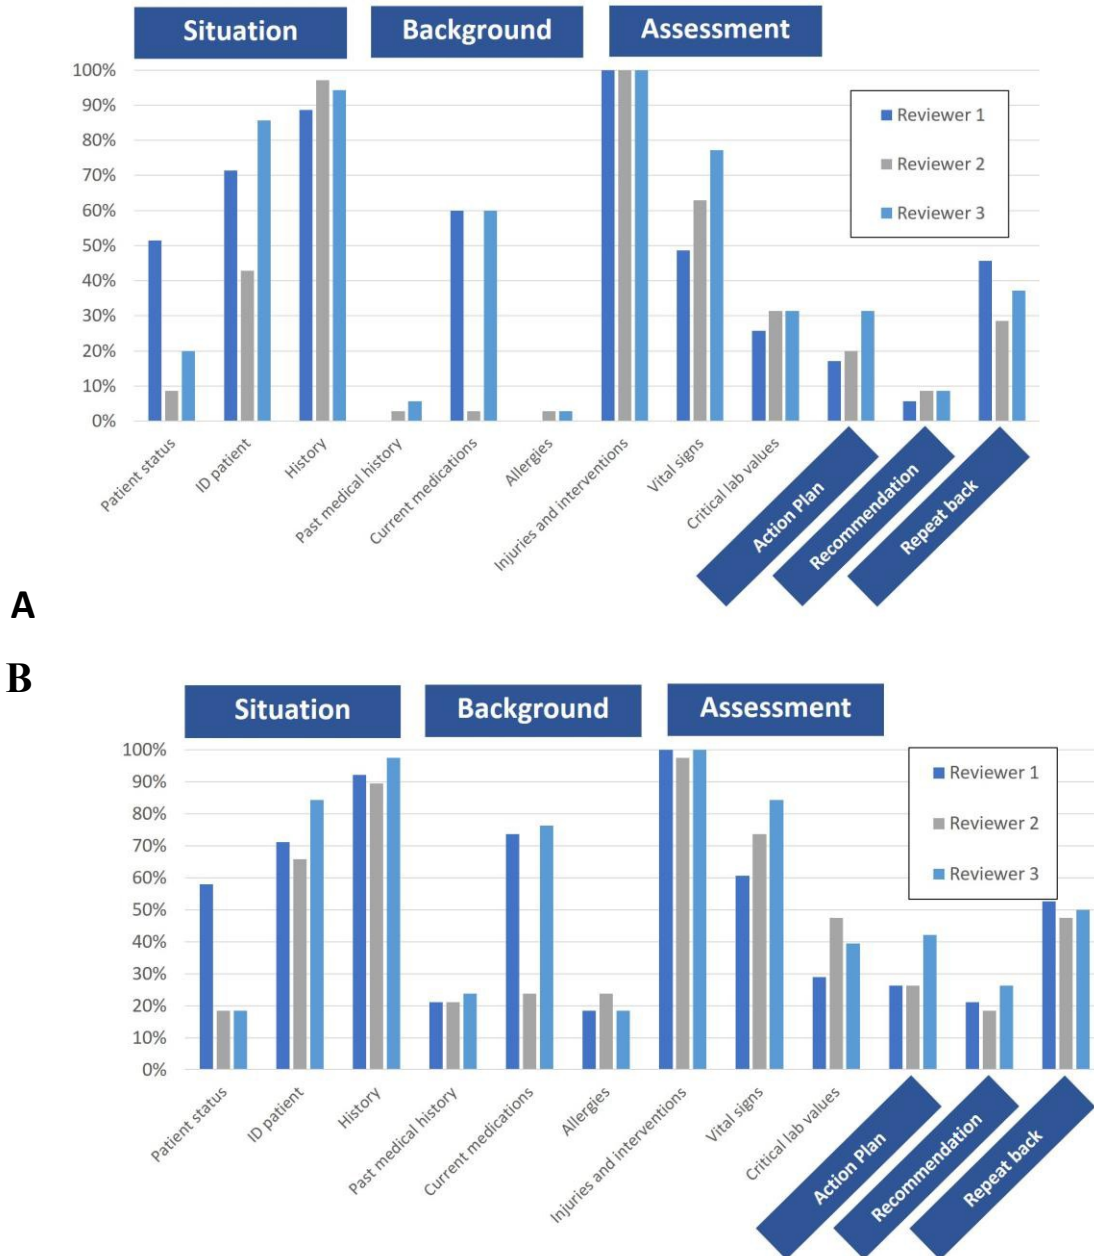 Situation Background Assessment
100%
90%
80%
70%
60%
50%
40%
30%
20%
10%
0%
Reviewer 1
Reviewer 2
Reviewer 3
Patient status
ID patient
History
Past medical history
Current medications
Allergies
Injuries and interventions
Vital signs
Critical lab values
Action Plan
Recommendation
Repeat back
A
B
Situation Background Assessment
100%
90%
80%
70%
60%
50%
40%
30%
20%
10%
0%
Reviewer 1
Reviewer 2
Reviewer 3
Patient status
ID patient
History
Past medical history
Current medications
Allergies
Injuries and interventions
Vital signs
Critical lab values
Action Plan
Recommendation
Repeat back